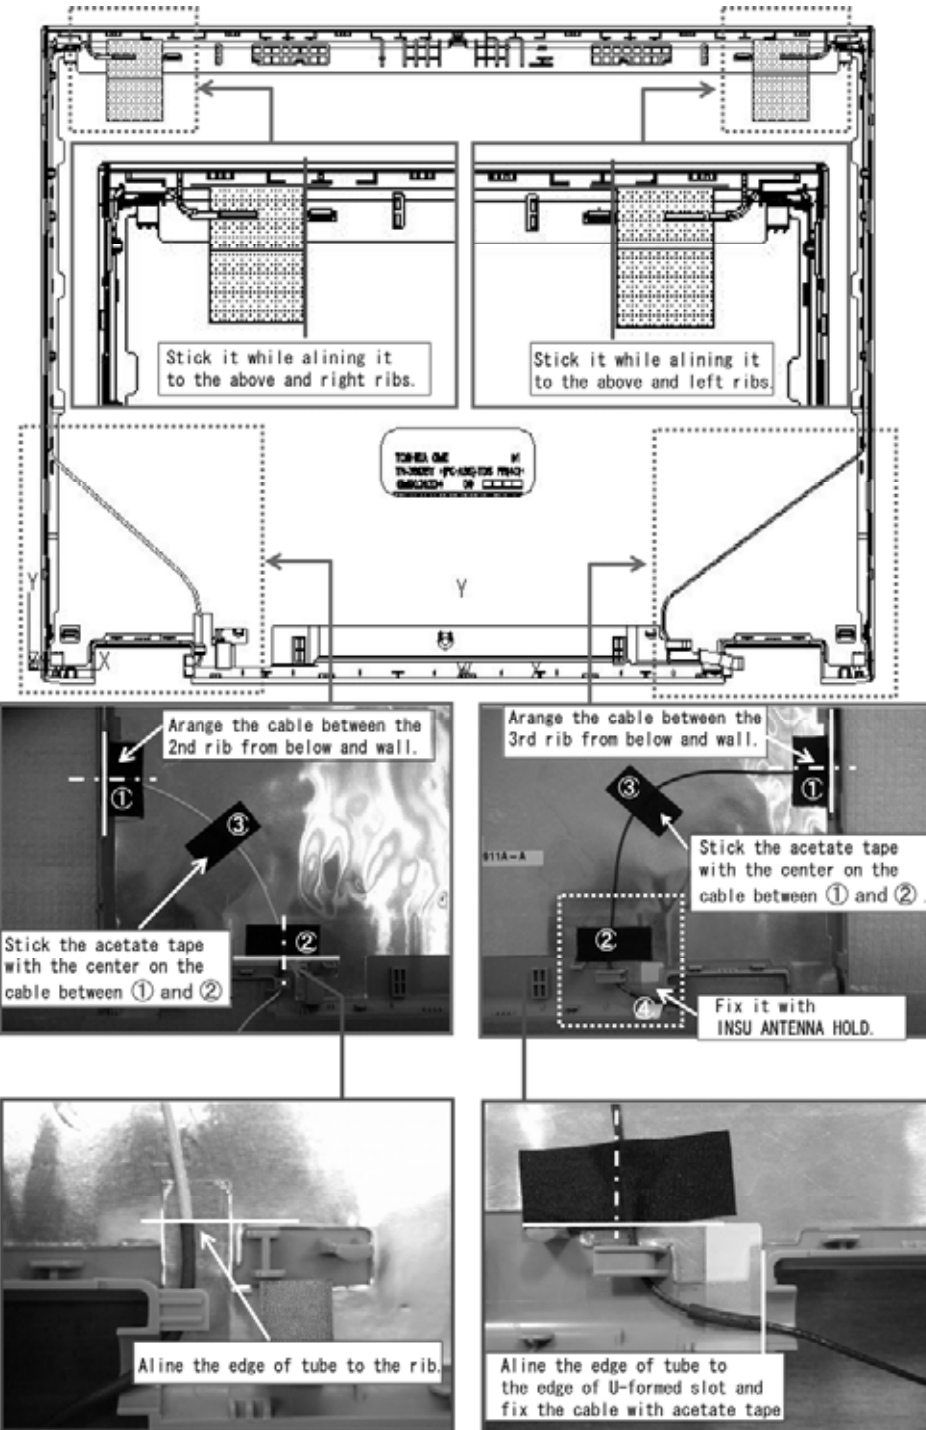 Stick it while alining it
to the above and right ribs.
Stick it while alining it
to the above and left ribs.
Y
Y
X
Arange the cable between the
2nd rib from below and wall.
①
③
②
Stick the acetate tape
with the center on the
cable between ① and ②
Arange the cable between the
3rd rib from below and wall.
③
①
Stick the acetate tape
with the center on the
cable between ① and ② .
911A-A
②
④
Fix it with
INSU ANTENNA HOLD.
Aline the edge of tube to the rib.
Aline the edge of tube to
the edge of U-formed slot and
fix the cable with acetate tape